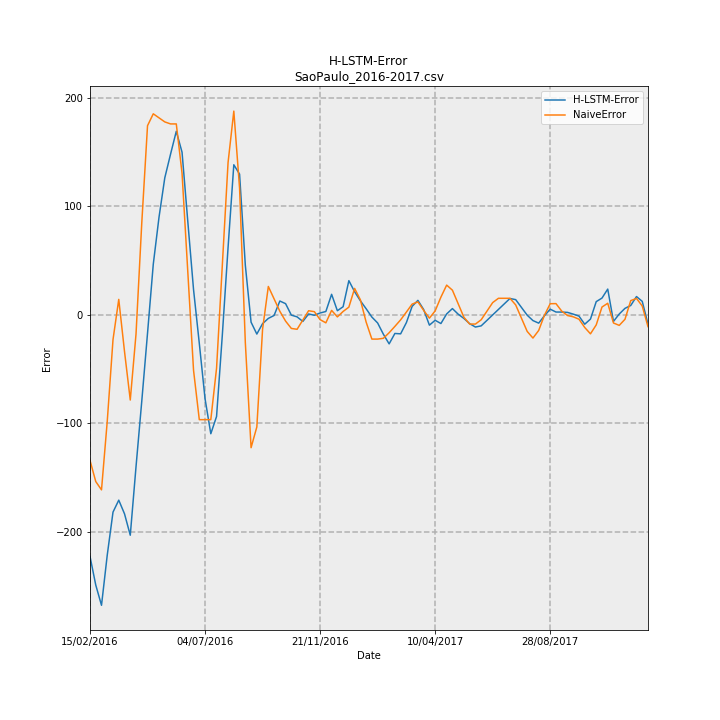 H-LSTM-Error
SaoPaulo_2016-2017.csv
H-LSTM-Error
NaiveError
200
100
0
−100
−200
Error
15/02/2016
04/07/2016
21/11/2016
10/04/2017
28/08/2017
Date